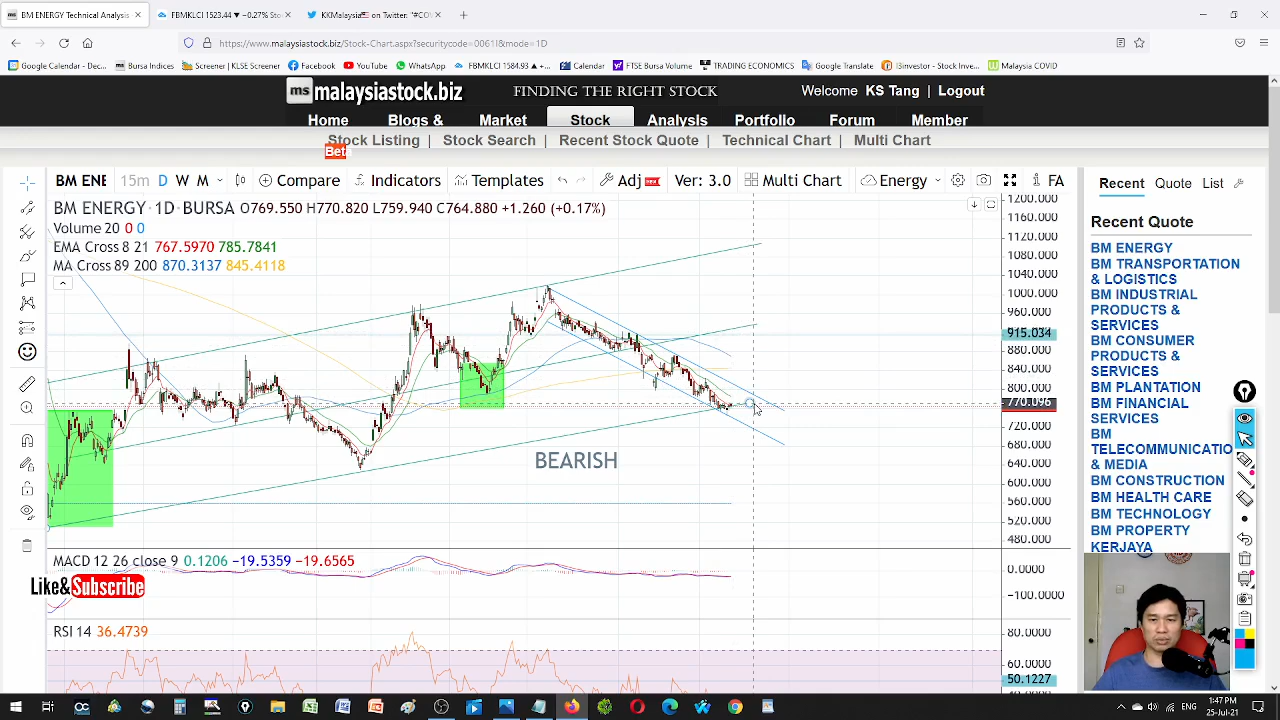 BM ENERGY Technical Analysis
FBMKLCI 1523.44 ▼ −0.27% Sto
KKMalaysia on Twitter: "#CO
https://www.malaysiastock.biz/Stock-Chart.aspx?securitycode=0061I&mode=1D
Google Calendar - Dec...
Bursa Indices
Screener | KLSE Screener
Facebook
YouTube
WhatsApp
FBMKLCI 1584.93 ▲ +...
Calendar
FTSE Bursa Volume
TRADING ECONOMICS
Google Translate
I3investor - Stock Inve...
Malaysia COVID
ms malaysiastock.biz
FINDING THE RIGHT STOCK
Welcome KS Tang | Logout
Home Blogs & Market Stock Analysis Portfolio Forum Member
Stock Listing | Stock Search | Recent Stock Quote | Technical Chart | Multi Chart
Bet
BM ENE 15m D W M Compare Indicators Templates Adj Ver: 3.0 Multi Chart Energy FA
BM ENERGY · 1D · BURSA O769.550 H770.820 L759.940 C764.880 +1.260 (+0.17%)
Volume 20 0 0
EMA Cross 8 21 767.5970 785.7841
MA Cross 89 200 870.3137 845.4118
1200.000
1160.000
1120.000
1080.000
1040.000
1000.000
960.000
915.034
880.000
840.000
800.000
770.096
720.000
680.000
640.000
600.000
560.000
520.000
480.000
BEARISH
MACD 12 26 close 9 0.1206 −19.5359 −19.6565
0.0000
−100.0000
Like& Subscribe
RSI 14 36.4739
80.0000
60.0000
50.1227
Recent Quote List
Recent Quote
BM ENERGY
BM TRANSPORTATION
& LOGISTICS
BM INDUSTRIAL
PRODUCTS &
SERVICES
BM CONSUMER
PRODUCTS &
SERVICES
BM PLANTATION
BM FINANCIAL
SERVICES
BM
TELECOMMUNICATIO
& MEDIA
BM CONSTRUCTION
BM HEALTH CARE
BM TECHNOLOGY
BM PROPERTY
KERJAYA
1:47 PM
25-Jul-21